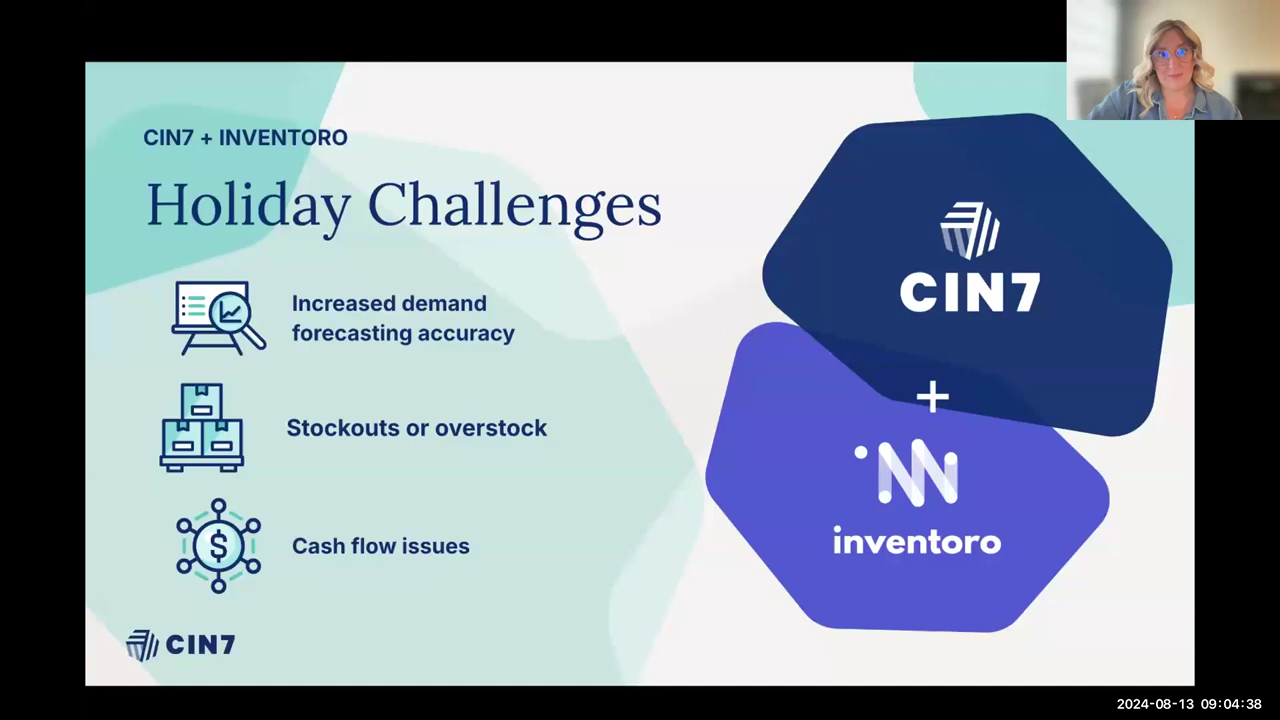 CIN7 + INVENTORO
Holiday Challenges
Increased demand
forecasting accuracy
Stockouts or overstock
$
Cash flow issues
CIN7
CIN7
+
inventoro
2024-08-13 09:04:38